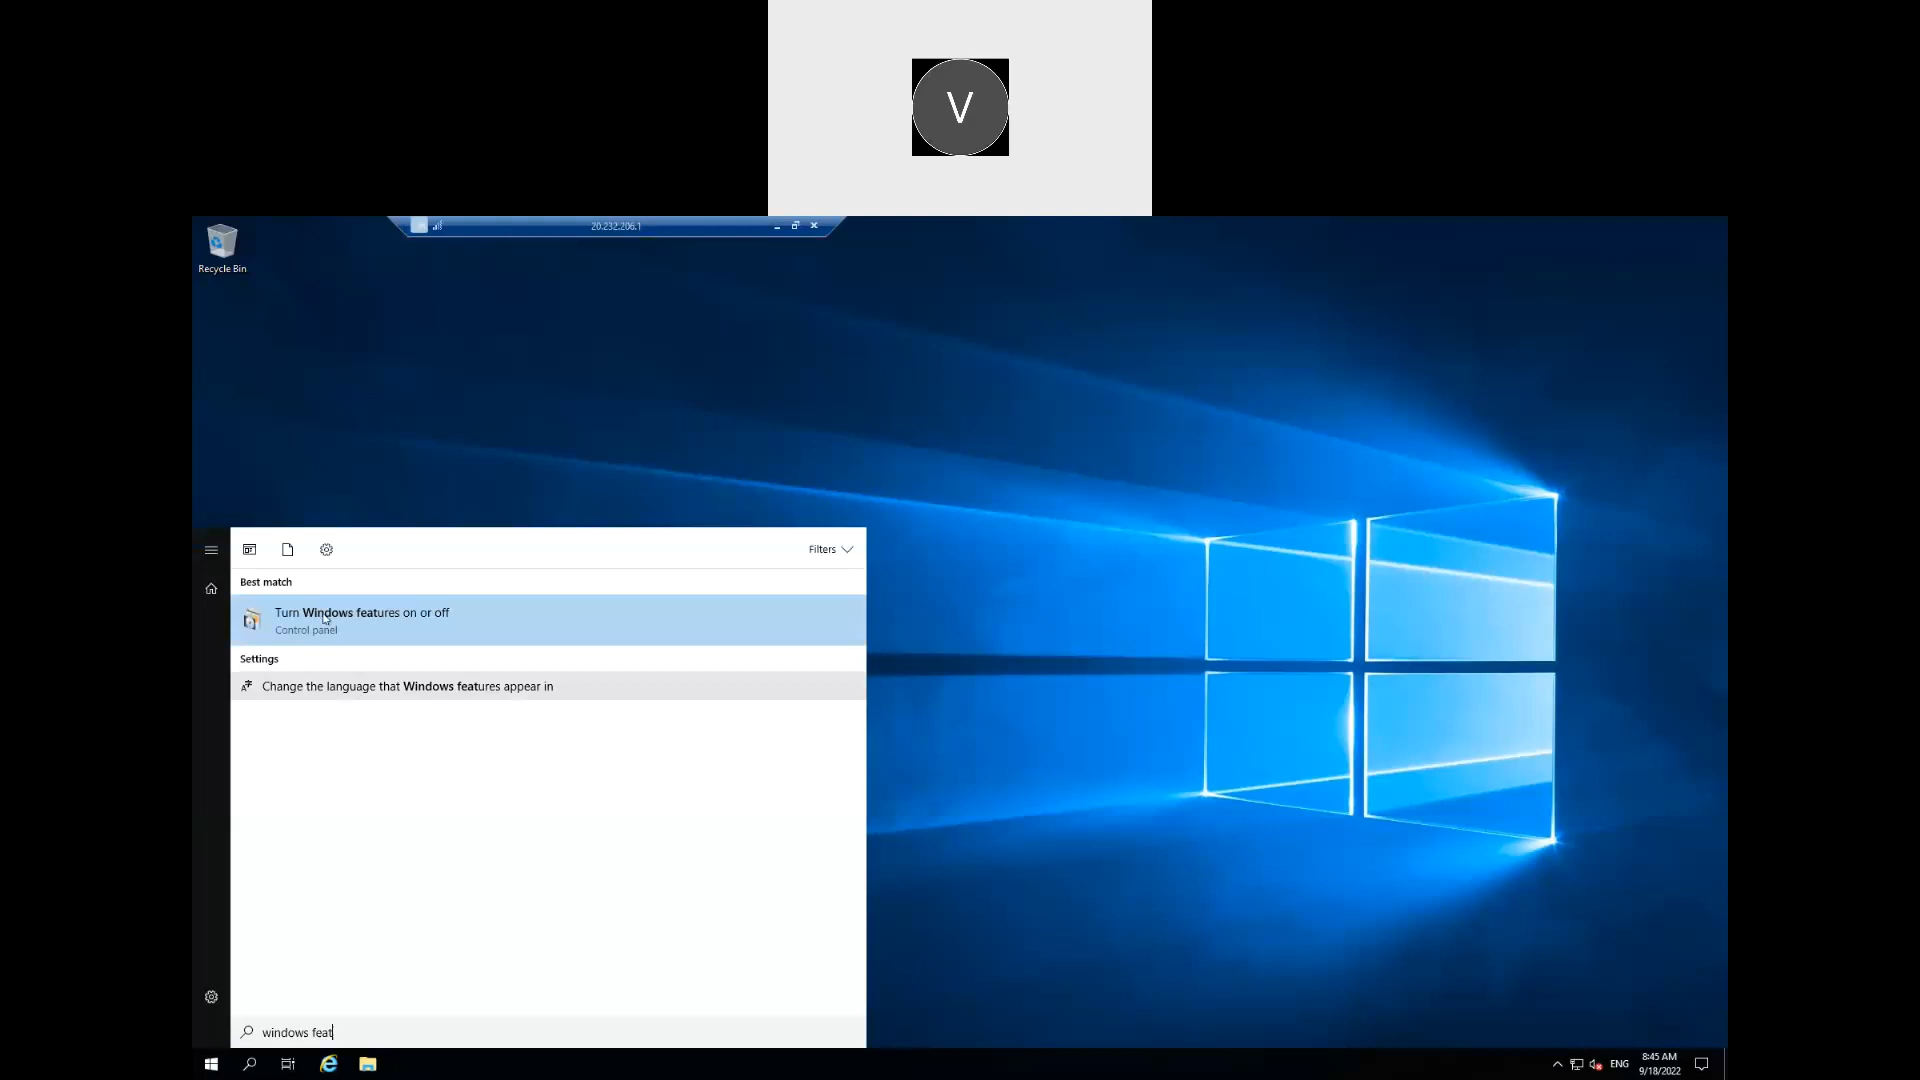 V
20.232.206.1
Recycle Bin
Filters
Best match
Turn Windows features on or off
Control panel
Settings
Change the language that Windows features appear in
windows feat
ENG
8:45 AM
9/18/2022